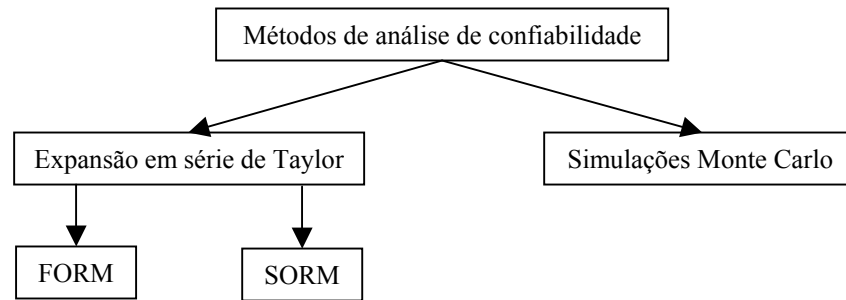 Métodos de análise de confiabilidade
Expansão em série de Taylor
Simulações Monte Carlo
FORM
SORM